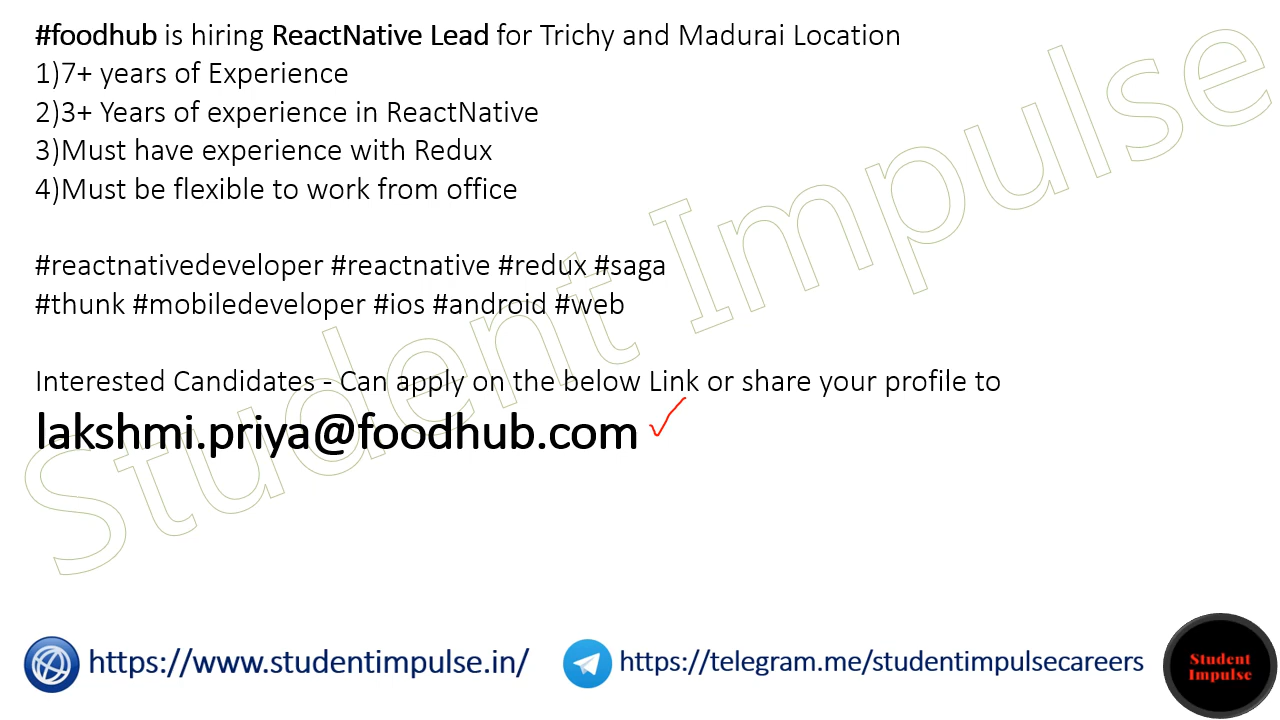 #foodhub is hiring ReactNative Lead for Trichy and Madurai Location
1)7+ years of Experience
2)3+ Years of experience in ReactNative
3)Must have experience with Redux
4)Must be flexible to work from office
#reactnativedeveloper #reactnative #redux #saga
#thunk #mobiledeveloper #ios #android #web
Interested Candidates - Can apply on the below Link or share your profile to
lakshmi.priya@foodhub.com
Student Impulse
https://www.studentimpulse.in/
https://telegram.me/studentimpulsecareers
Student
Impulse